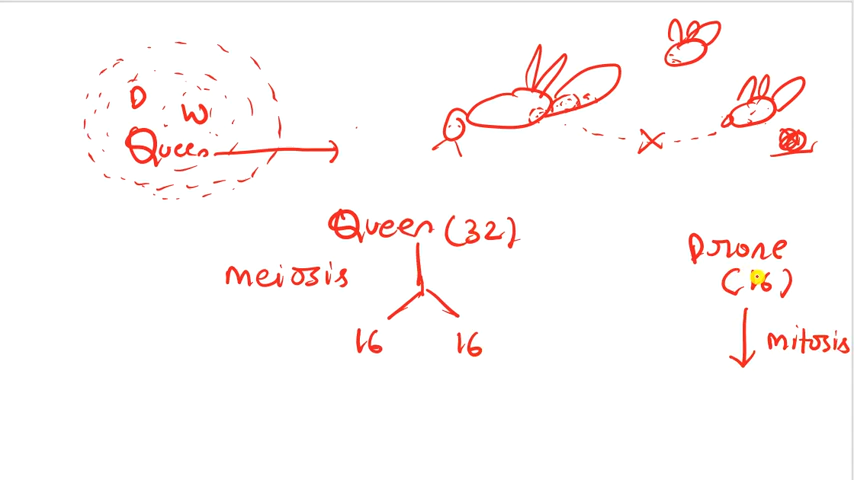 D
W
Queen
Queen (32)
meiosis
16
16
Drone
(16)
mitosis